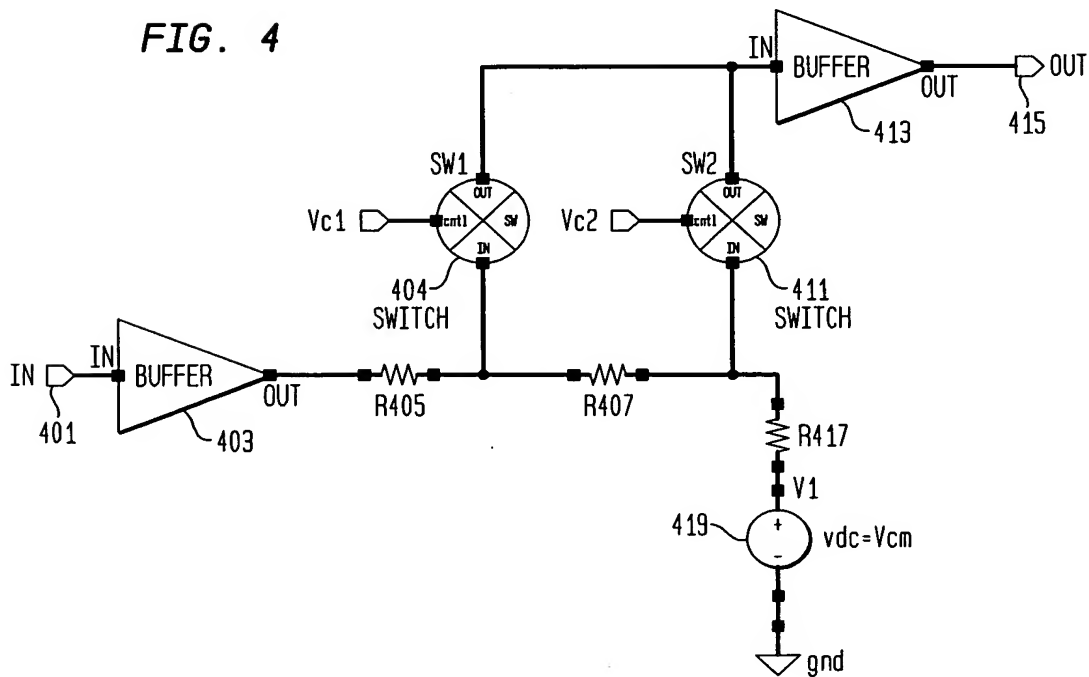 FIG. 4
IN
BUFFER
OUT
OUT
413
415
SW1
SW2
OUT
OUT
Vc1
cntl
SW
Vc2
cntl
SW
IN
IN
404
SWITCH
411
SWITCH
IN
IN
BUFFER
OUT
401
403
R405
R407
R417
V1
419
+
-
vdc=Vcm
gnd